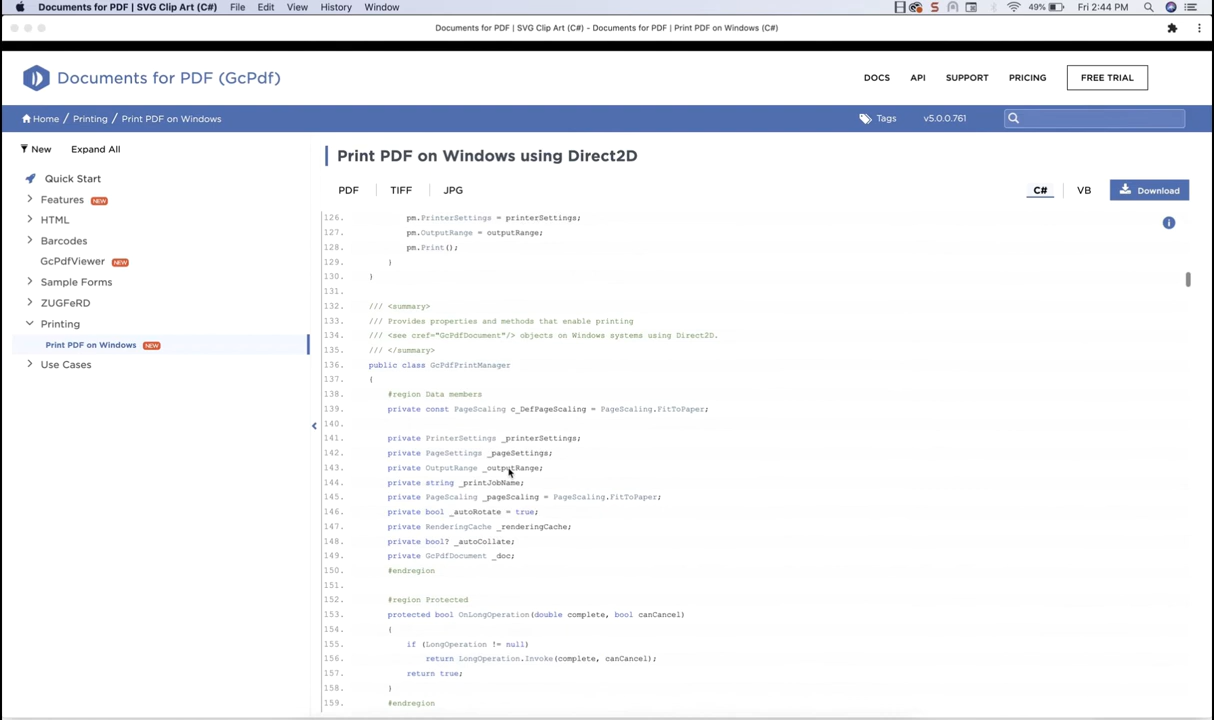 Documents for PDF | SVG Clip Art (C#) File Edit View History Window 49% Fri 2:44 PM
Documents for PDF | SVG Clip Art (C#) - Documents for PDF | Print PDF on Windows (C#)
Documents for PDF (GcPdf) DOCS API SUPPORT PRICING FREE TRIAL
Home / Printing / Print PDF on Windows Tags v5.0.0.761
New Expand All
Quick Start
Features NEW
HTML
Barcodes
GcPdfViewer NEW
Sample Forms
ZUGFeRD
Printing
Print PDF on Windows NEW
Use Cases
Print PDF on Windows using Direct2D
PDF TIFF JPG C# VB Download
126. pm.PrinterSettings = printerSettings;
127. pm.OutputRange = outputRange;
128. pm.Print();
129. }
130. }
131.
132. /// <summary>
133. /// Provides properties and methods that enable printing
134. /// <see cref="GcPdfDocument"/> objects on Windows systems using Direct2D.
135. /// </summary>
136. public class GcPdfPrintManager
137. {
138. #region Data members
139. private const PageScaling c_DefPageScaling = PageScaling.FitToPaper;
140.
141. private PrinterSettings _printerSettings;
142. private PageSettings _pageSettings;
143. private OutputRange _outputRange;
144. private string _printJobName;
145. private PageScaling _pageScaling = PageScaling.FitToPaper;
146. private bool _autoRotate = true;
147. private RenderingCache _renderingCache;
148. private bool? _autoCollate;
149. private GcPdfDocument _doc;
150. #endregion
151.
152. #region Protected
153. protected bool OnLongOperation(double complete, bool canCancel)
154. {
155. if (LongOperation != null)
156. return LongOperation.Invoke(complete, canCancel);
157. return true;
158. }
159. #endregion